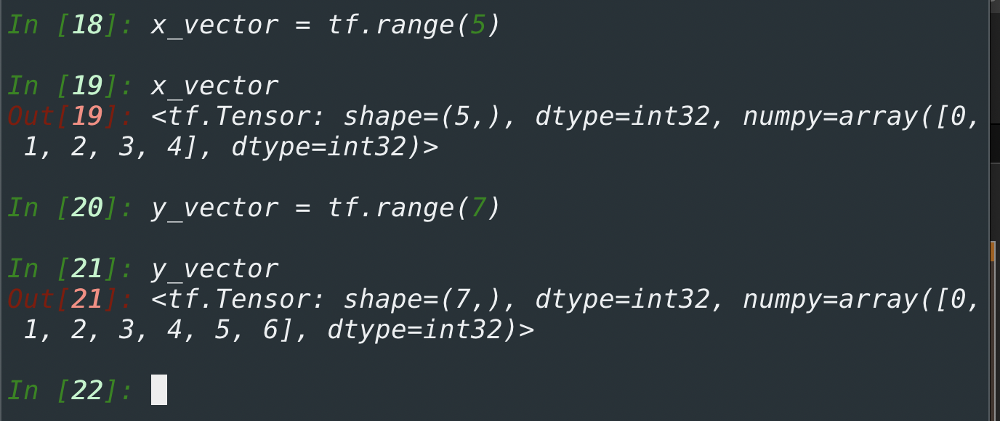 In [18]: x_vector = tf.range(5)
In [19]: x_vector
Out[19]: <tf.Tensor: shape=(5,), dtype=int32, numpy=array([0,
1, 2, 3, 4], dtype=int32)>
In [20]: y_vector = tf.range(7)
In [21]: y_vector
Out[21]: <tf.Tensor: shape=(7,), dtype=int32, numpy=array([0,
1, 2, 3, 4, 5, 6], dtype=int32)>
In [22]: